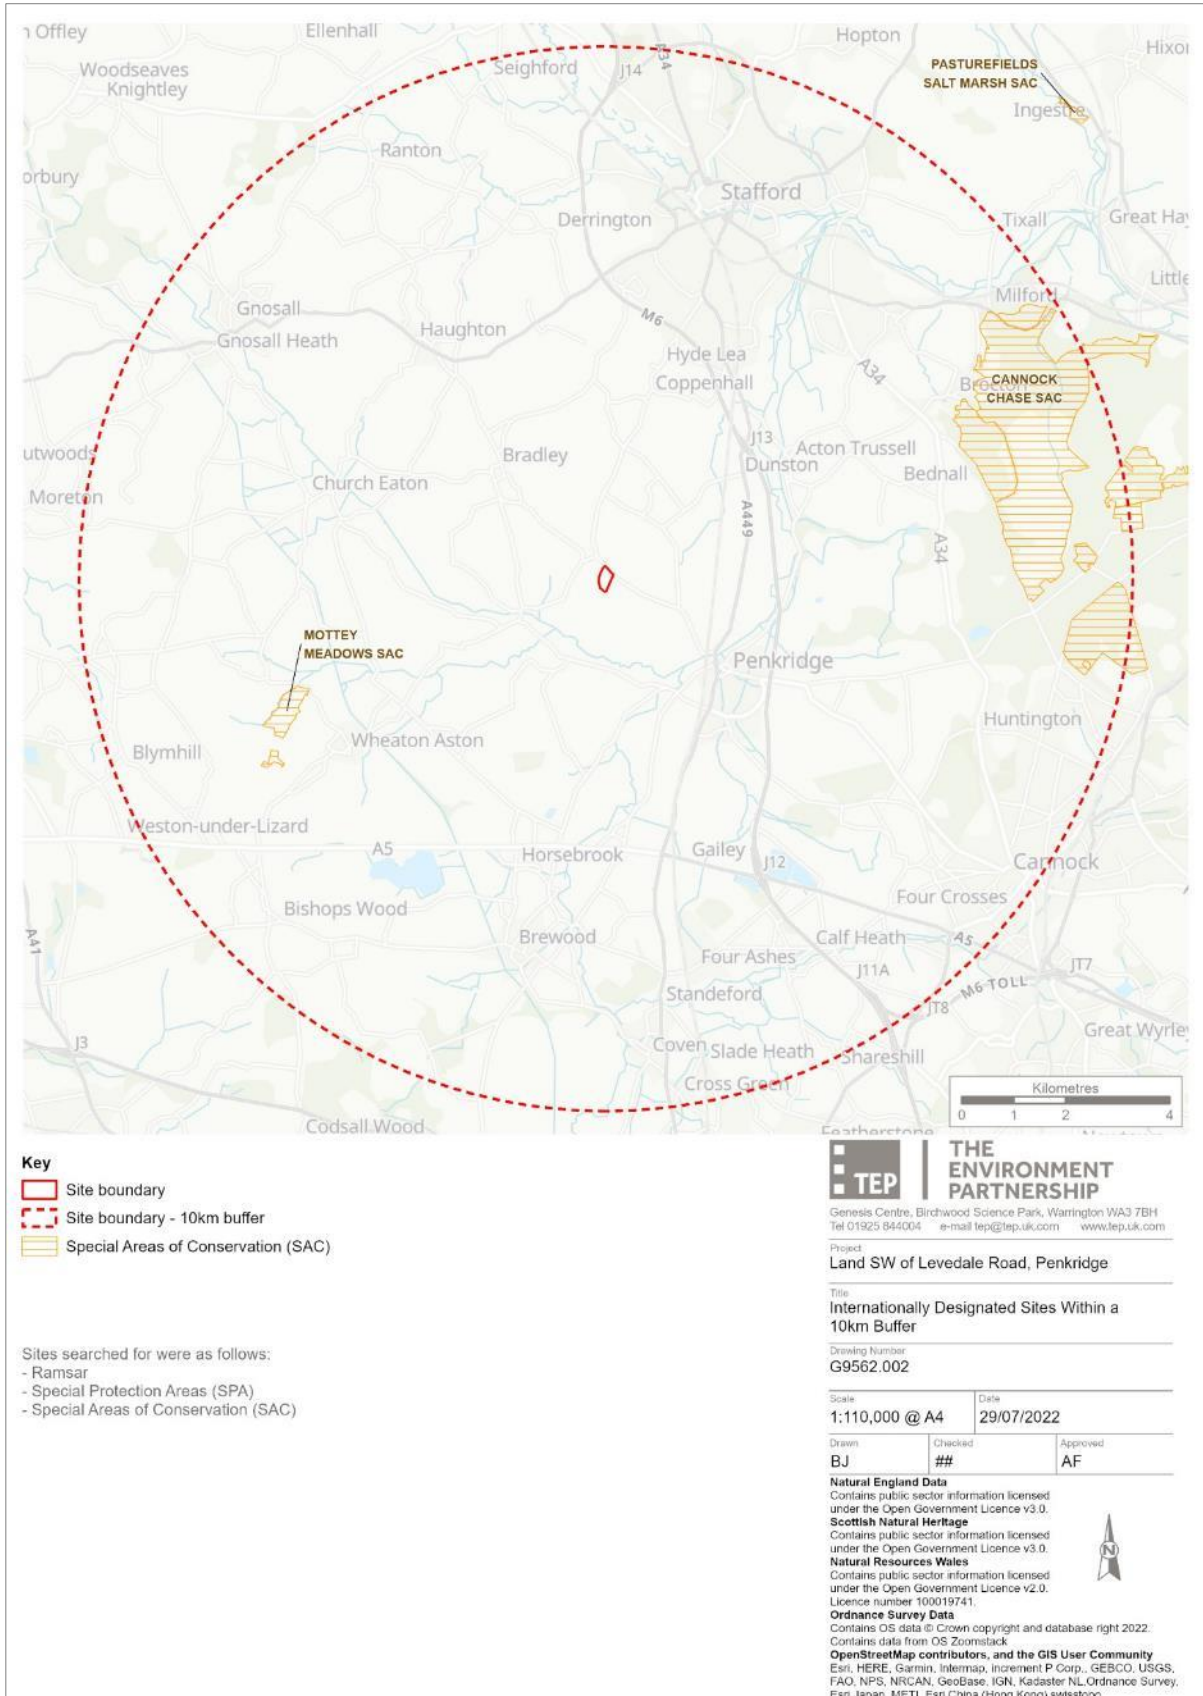 Offley
Ellenhall
Hopton
Hixon
Woodseaves
Knightley
Seighford
J14
A34
PASTUREFIELDS
SALT MARSH SAC
Ingestre
Ranton
orbury
Stafford
Derrington
Tixall
Great Hay
Little
Milford
Gnosall
Gnosall Heath
Haughton
M6
Hyde Lea
Coppenhall
A34
CANNOCK
CHASE SAC
Brocton
utwoods
Moreton
Bradley
J13
Dunston
Acton Trussell
Bednall
Church Eaton
A449
A34
MOTTEY
MEADOWS SAC
Penkridge
Huntington
Blymhill
Wheaton Aston
Weston-under-Lizard
A5
Horsebrook
Gailey
J12
Cannock
Four Crosses
Bishops Wood
A41
Brewood
Calf Heath
A5
Four Ashes
J11A
JT7
M6 TOLL
Standeford
JT8
J3
Great Wyrley
Coven
Slade Heath
Shareshill
Cross Green
Codsall Wood
Featherstone
Kilometres
0 1 2 4
Key
Site boundary
Site boundary - 10km buffer
Special Areas of Conservation (SAC)
Sites searched for were as follows:
- Ramsar
- Special Protection Areas (SPA)
- Special Areas of Conservation (SAC)
TEP
THE
ENVIRONMENT
PARTNERSHIP
Genesis Centre, Birchwood Science Park, Warrington WA3 7BH
Tel 01925 844004 e-mail tep@tep.uk.com www.tep.uk.com
Project
Land SW of Levedale Road, Penkridge
Title
Internationally Designated Sites Within a
10km Buffer
Drawing Number
G9562.002
Scale
Date
1:110,000 @ A4
29/07/2022
Drawn
Checked
Approved
BJ
##
AF
Natural England Data
Contains public sector information licensed
under the Open Government Licence v3.0.
Scottish Natural Heritage
Contains public sector information licensed
under the Open Government Licence v3.0.
Natural Resources Wales
Contains public sector information licensed
under the Open Government Licence v2.0.
Licence number 100019741.
N
Ordnance Survey Data
Contains OS data © Crown copyright and database right 2022.
Contains data from OS Zoomstack
OpenStreetMap contributors, and the GIS User Community
Esri, HERE, Garmin, Intermap, increment P Corp., GEBCO, USGS,
FAO, NPS, NRCAN, GeoBase, IGN, Kadaster NL,Ordnance Survey,
Esri Japan, METI, Esri China (Hong Kong) swisstopo